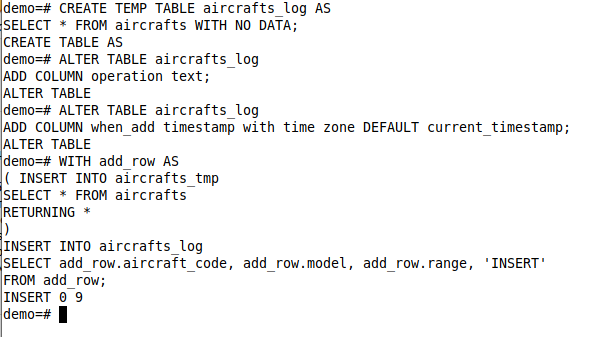 demo=# CREATE TEMP TABLE aircrafts_log AS
SELECT * FROM aircrafts WITH NO DATA;
CREATE TABLE AS
demo=# ALTER TABLE aircrafts_log
ADD COLUMN operation text;
ALTER TABLE
demo=# ALTER TABLE aircrafts_log
ADD COLUMN when_add timestamp with time zone DEFAULT current_timestamp;
ALTER TABLE
demo=# WITH add_row AS
( INSERT INTO aircrafts_tmp
SELECT * FROM aircrafts
RETURNING *
)
INSERT INTO aircrafts_log
SELECT add_row.aircraft_code, add_row.model, add_row.range, 'INSERT'
FROM add_row;
INSERT 0 9
demo=#